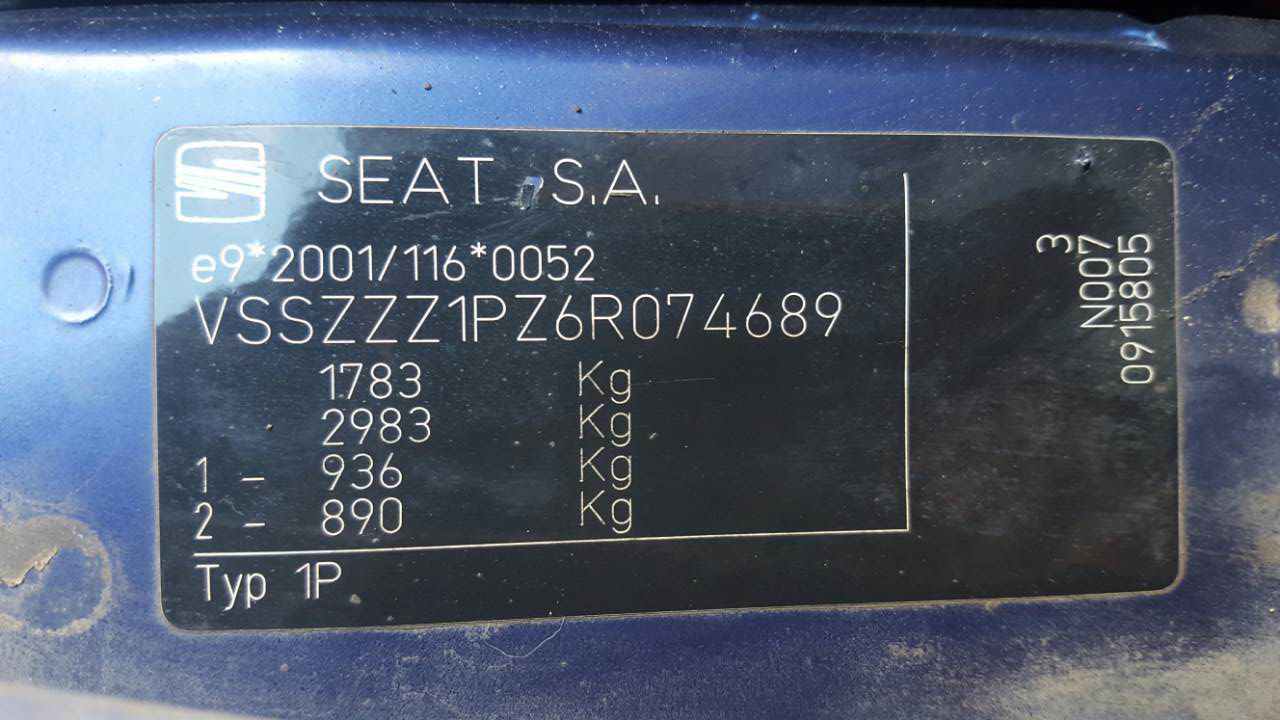 SEAT S.A.
e9*2001/116*0052
VSSZZZ1PZ6R074689
1783 Kg
2983 Kg
1 - 936 Kg
2 - 890 Kg
Typ 1P
3
N007
0915805